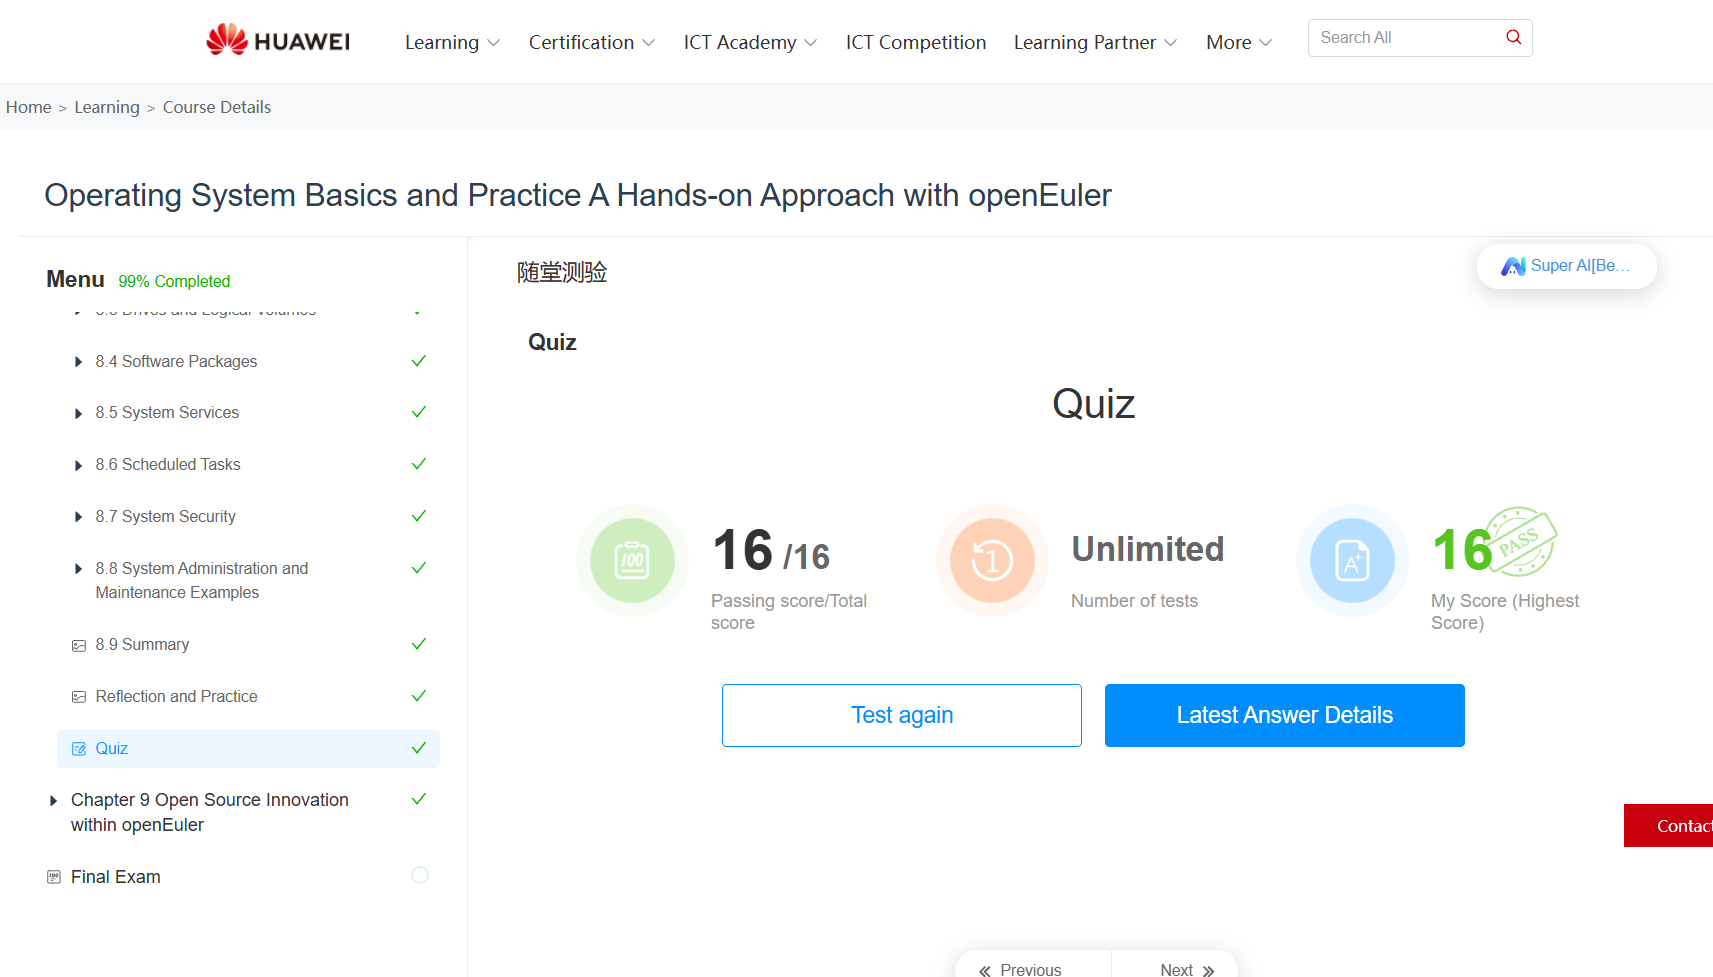 HUAWEI
Learning
Certification
ICT Academy
ICT Competition
Learning Partner
More
Search All
Home > Learning > Course Details
Operating System Basics and Practice A Hands-on Approach with openEuler
Menu 99% Completed
8.4 Software Packages
8.5 System Services
8.6 Scheduled Tasks
8.7 System Security
8.8 System Administration and
Maintenance Examples
8.9 Summary
Reflection and Practice
Quiz
Chapter 9 Open Source Innovation
within openEuler
Final Exam
随堂测验
Super AI[Be...
Quiz
Quiz
100
16 /16
Passing score/Total
score
1
Unlimited
Number of tests
A+
16
PASS
My Score (Highest
Score)
Test again
Latest Answer Details
Contact
« Previous
Next »